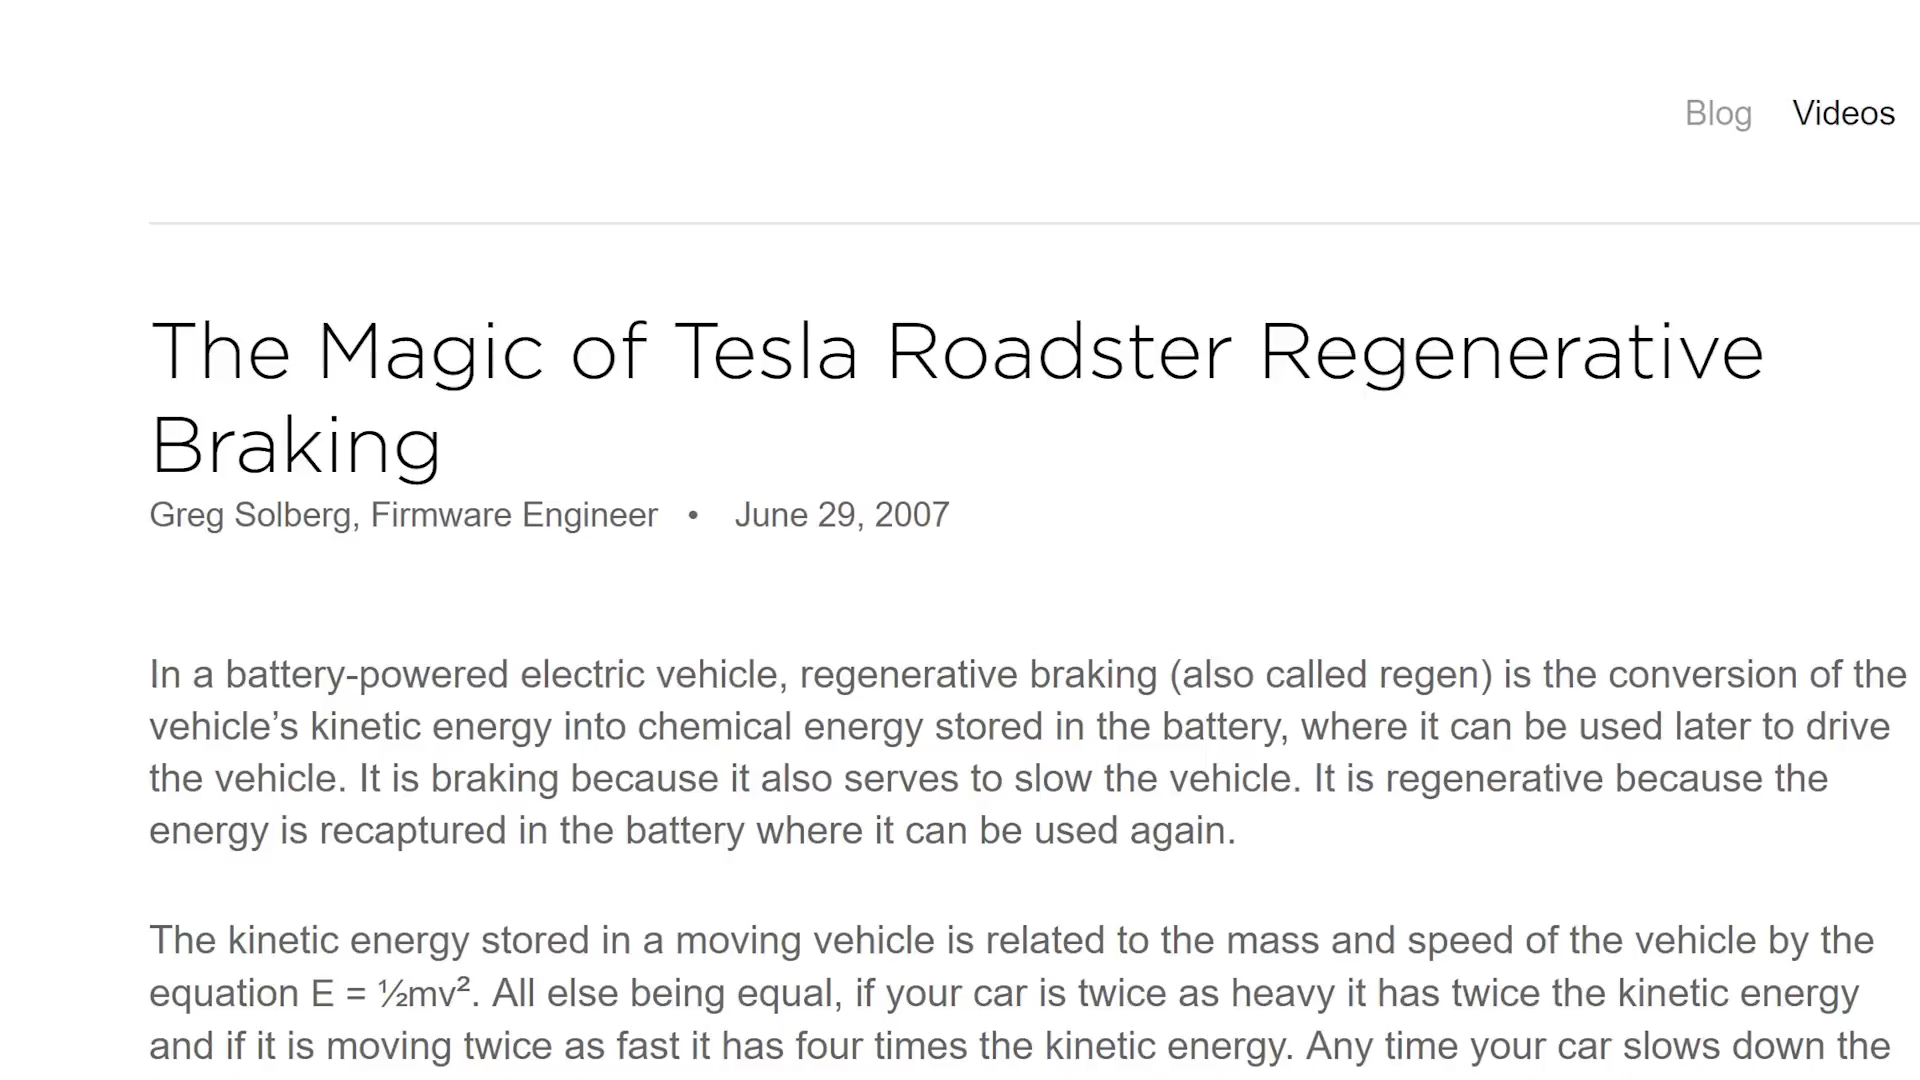 Blog Videos
The Magic of Tesla Roadster Regenerative
Braking
Greg Solberg, Firmware Engineer • June 29, 2007
In a battery-powered electric vehicle, regenerative braking (also called regen) is the conversion of the
vehicle’s kinetic energy into chemical energy stored in the battery, where it can be used later to drive
the vehicle. It is braking because it also serves to slow the vehicle. It is regenerative because the
energy is recaptured in the battery where it can be used again.
The kinetic energy stored in a moving vehicle is related to the mass and speed of the vehicle by the
equation E = ½mv². All else being equal, if your car is twice as heavy it has twice the kinetic energy
and if it is moving twice as fast it has four times the kinetic energy. Any time your car slows down the